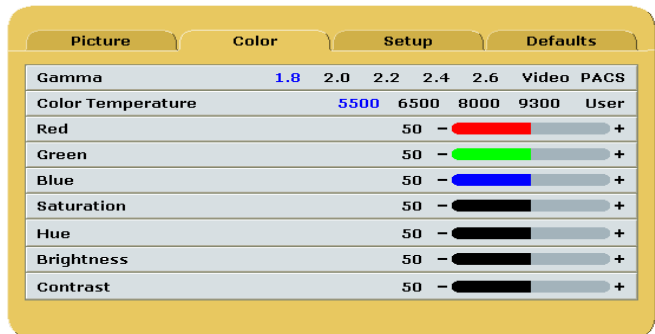 Picture Color Setup Defaults
Gamma 1.8 2.0 2.2 2.4 2.6 Video PACS
Color Temperature 5500 6500 8000 9300 User
Red 50 - +
Green 50 - +
Blue 50 - +
Saturation 50 - +
Hue 50 - +
Brightness 50 - +
Contrast 50 - +